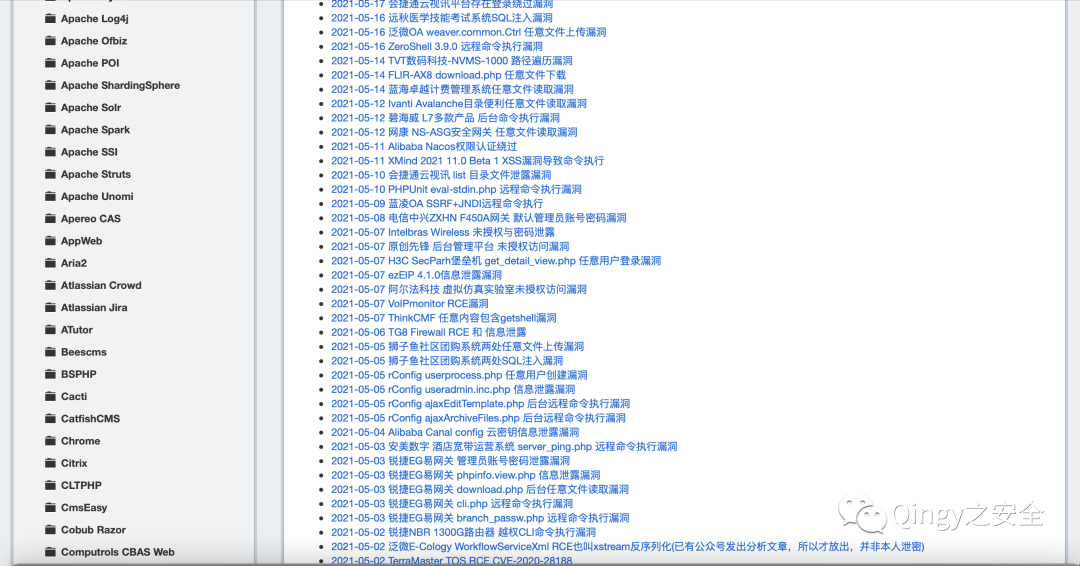 Apache Log4j
Apache Ofbiz
Apache POI
Apache ShardingSphere
Apache Solr
Apache Spark
Apache SSI
Apache Struts
Apache Unomi
Apereo CAS
AppWeb
Aria2
Atlassian Crowd
Atlassian Jira
ATutor
Beescms
BSPHP
Cacti
CatfishCMS
Chrome
Citrix
CLTPHP
CmsEasy
Cobub Razor
Computrols CBAS Web
2021-05-17 会捷通云视讯平台存在登录绕过漏洞
2021-05-16 远秋医学技能考试系统SQL注入漏洞
2021-05-16 泛微OA weaver.common.Ctrl 任意文件上传漏洞
2021-05-16 ZeroShell 3.9.0 远程命令执行漏洞
2021-05-14 TVT数码科技-NVMS-1000 路径遍历漏洞
2021-05-14 FLIR-AX8 download.php 任意文件下载
2021-05-14 蓝海卓越计费管理系统任意文件读取漏洞
2021-05-12 Ivanti Avalanche目录便利任意文件读取漏洞
2021-05-12 碧海威 L7多款产品 后台命令执行漏洞
2021-05-12 网康 NS-ASG安全网关 任意文件读取漏洞
2021-05-11 Alibaba Nacos权限认证绕过
2021-05-11 XMind 2021 11.0 Beta 1 XSS漏洞导致命令执行
2021-05-10 会捷通云视讯 list 目录文件泄露漏洞
2021-05-10 PHPUnit eval-stdin.php 远程命令执行漏洞
2021-05-09 蓝凌OA SSRF+JNDI远程命令执行
2021-05-08 电信中兴ZXHN F450A网关 默认管理员账号密码漏洞
2021-05-07 Intelbras Wireless 未授权与密码泄露
2021-05-07 原创先锋 后台管理平台 未授权访问漏洞
2021-05-07 H3C SecParh堡垒机 get_detail_view.php 任意用户登录漏洞
2021-05-07 ezEIP 4.1.0信息泄露漏洞
2021-05-07 阿尔法科技 虚拟仿真实验室未授权访问漏洞
2021-05-07 VoIPmonitor RCE漏洞
2021-05-07 ThinkCMF 任意内容包含getshell漏洞
2021-05-06 TG8 Firewall RCE 和 信息泄露
2021-05-05 狮子鱼社区团购系统两处任意文件上传漏洞
2021-05-05 狮子鱼社区团购系统两处SQL注入漏洞
2021-05-05 rConfig userprocess.php 任意用户创建漏洞
2021-05-05 rConfig useradmin.inc.php 信息泄露漏洞
2021-05-05 rConfig ajaxEditTemplate.php 后台远程命令执行漏洞
2021-05-05 rConfig ajaxArchiveFiles.php 后台远程命令执行漏洞
2021-05-04 Alibaba Canal config 云密钥信息泄露漏洞
2021-05-03 安美数字 酒店宽带运营系统 server_ping.php 远程命令执行漏洞
2021-05-03 锐捷EG易网关 管理员账号密码泄露漏洞
2021-05-03 锐捷EG易网关 phpinfo.view.php 信息泄露漏洞
2021-05-03 锐捷EG易网关 download.php 后台任意文件读取漏洞
2021-05-03 锐捷EG易网关 cli.php 远程命令执行漏洞
2021-05-03 锐捷EG易网关 branch_passw.php 远程命令执行漏洞
2021-05-02 锐捷NBR 1300G路由器 越权CLI命令执行漏洞
2021-05-02 泛微E-Cology WorkflowServiceXml RCE也叫xstream反序列化(已有公众号发出分析文章，所以才放出，并非本人泄密)
2021-05-02 TerraMaster TOS RCE CVE-2020-28188
Qingy之安全